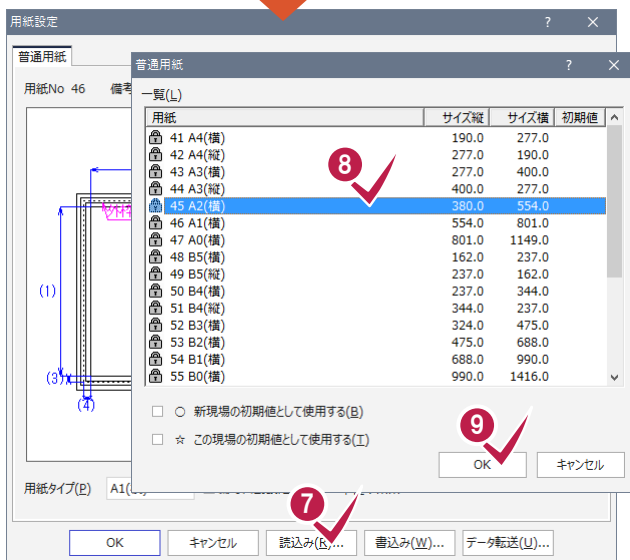 用紙設定 ? ×
普通用紙
用紙No 46 備考
普通用紙 ? ×
一覧(L)
用紙 サイズ縦 サイズ横 初期値
41 A4(横) 190.0 277.0
42 A4(縦) 277.0 190.0
43 A3(横) 277.0 400.0
44 A3(縦) 400.0 277.0
45 A2(横) 380.0 554.0
46 A1(横) 554.0 801.0
47 A0(横) 801.0 1149.0
48 B5(横) 162.0 237.0
49 B5(縦) 237.0 162.0
50 B4(横) 237.0 344.0
51 B4(縦) 344.0 237.0
52 B3(横) 324.0 475.0
53 B2(横) 475.0 688.0
54 B1(横) 688.0 990.0
55 B0(横) 990.0 1416.0
8
(1)
(3)
(4)
○ 新現場の初期値として使用する(B)
☆ この現場の初期値として使用する(T)
9
OK キャンセル
用紙タイプ(P) A1(
7
OK キャンセル 読込み(R)... 書込み(W)... データ転送(U)...